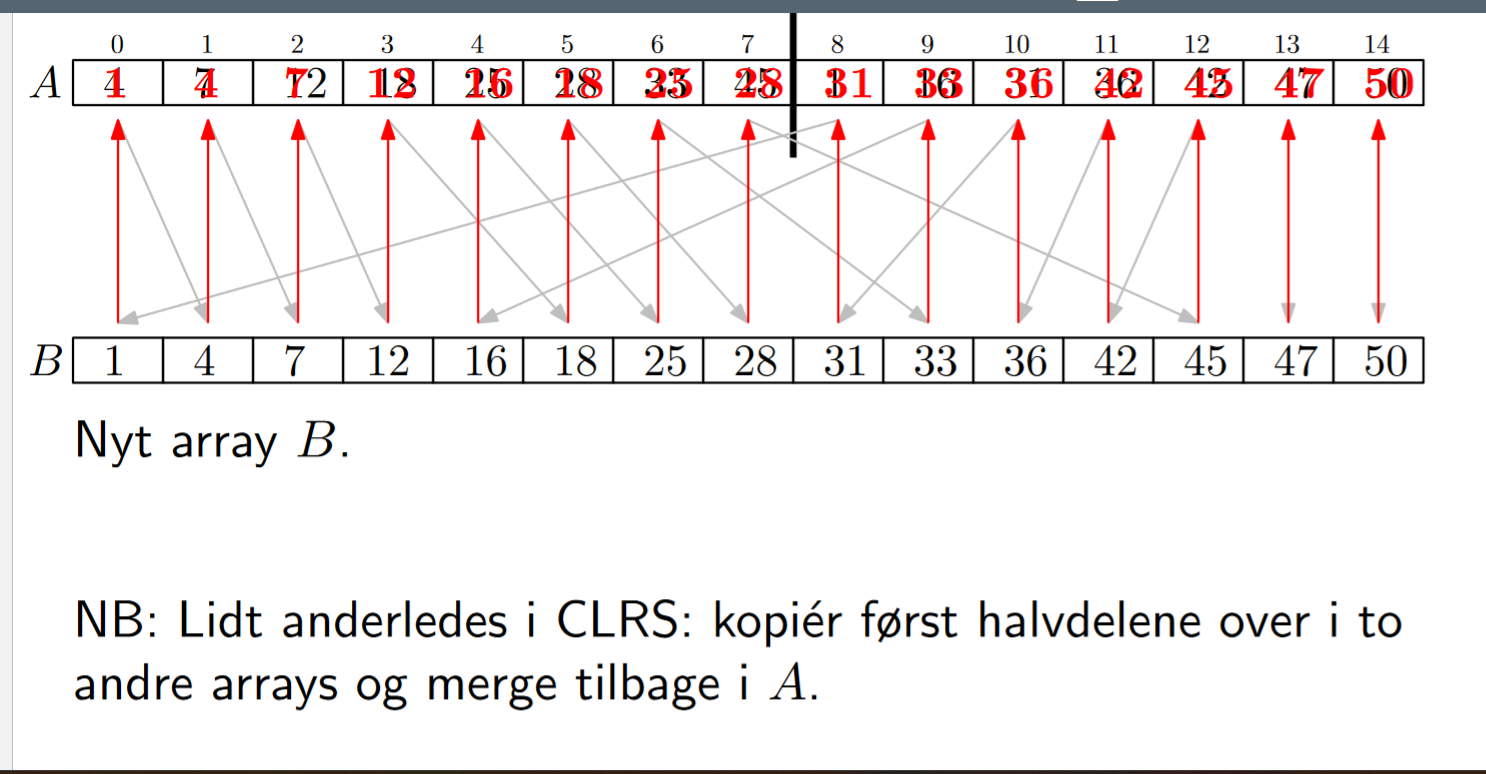 0 1 2 3 4 5 6 7 8 9 10 11 12 13 14
A 1 4 7 12 16 18 25 28 31 33 36 42 45 47 50
B 1 4 7 12 16 18 25 28 31 33 36 42 45 47 50
Nyt array B.
NB: Lidt anderledes i CLRS: kopiér først halvdelene over i to
andre arrays og merge tilbage i A.